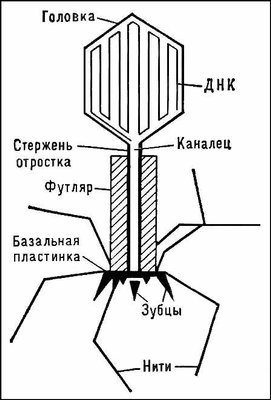 Головка
ДНК
Стержень
отростка
Каналец
Футляр
Базальная
пластинка
Зубцы
Нити